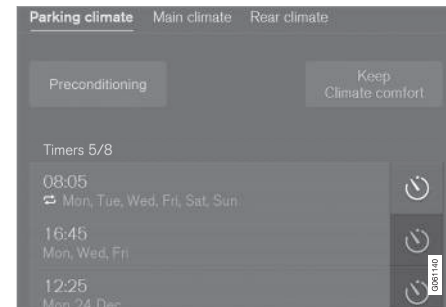 Parking climate Main climate Rear climate
Preconditioning
Keep
Climate comfort
Timers 5/8
08:05
Mon, Tue, Wed, Fri, Sat, Sun
16:45
Mon, Wed, Fri
12:25
Mon 24 Dec
G061140